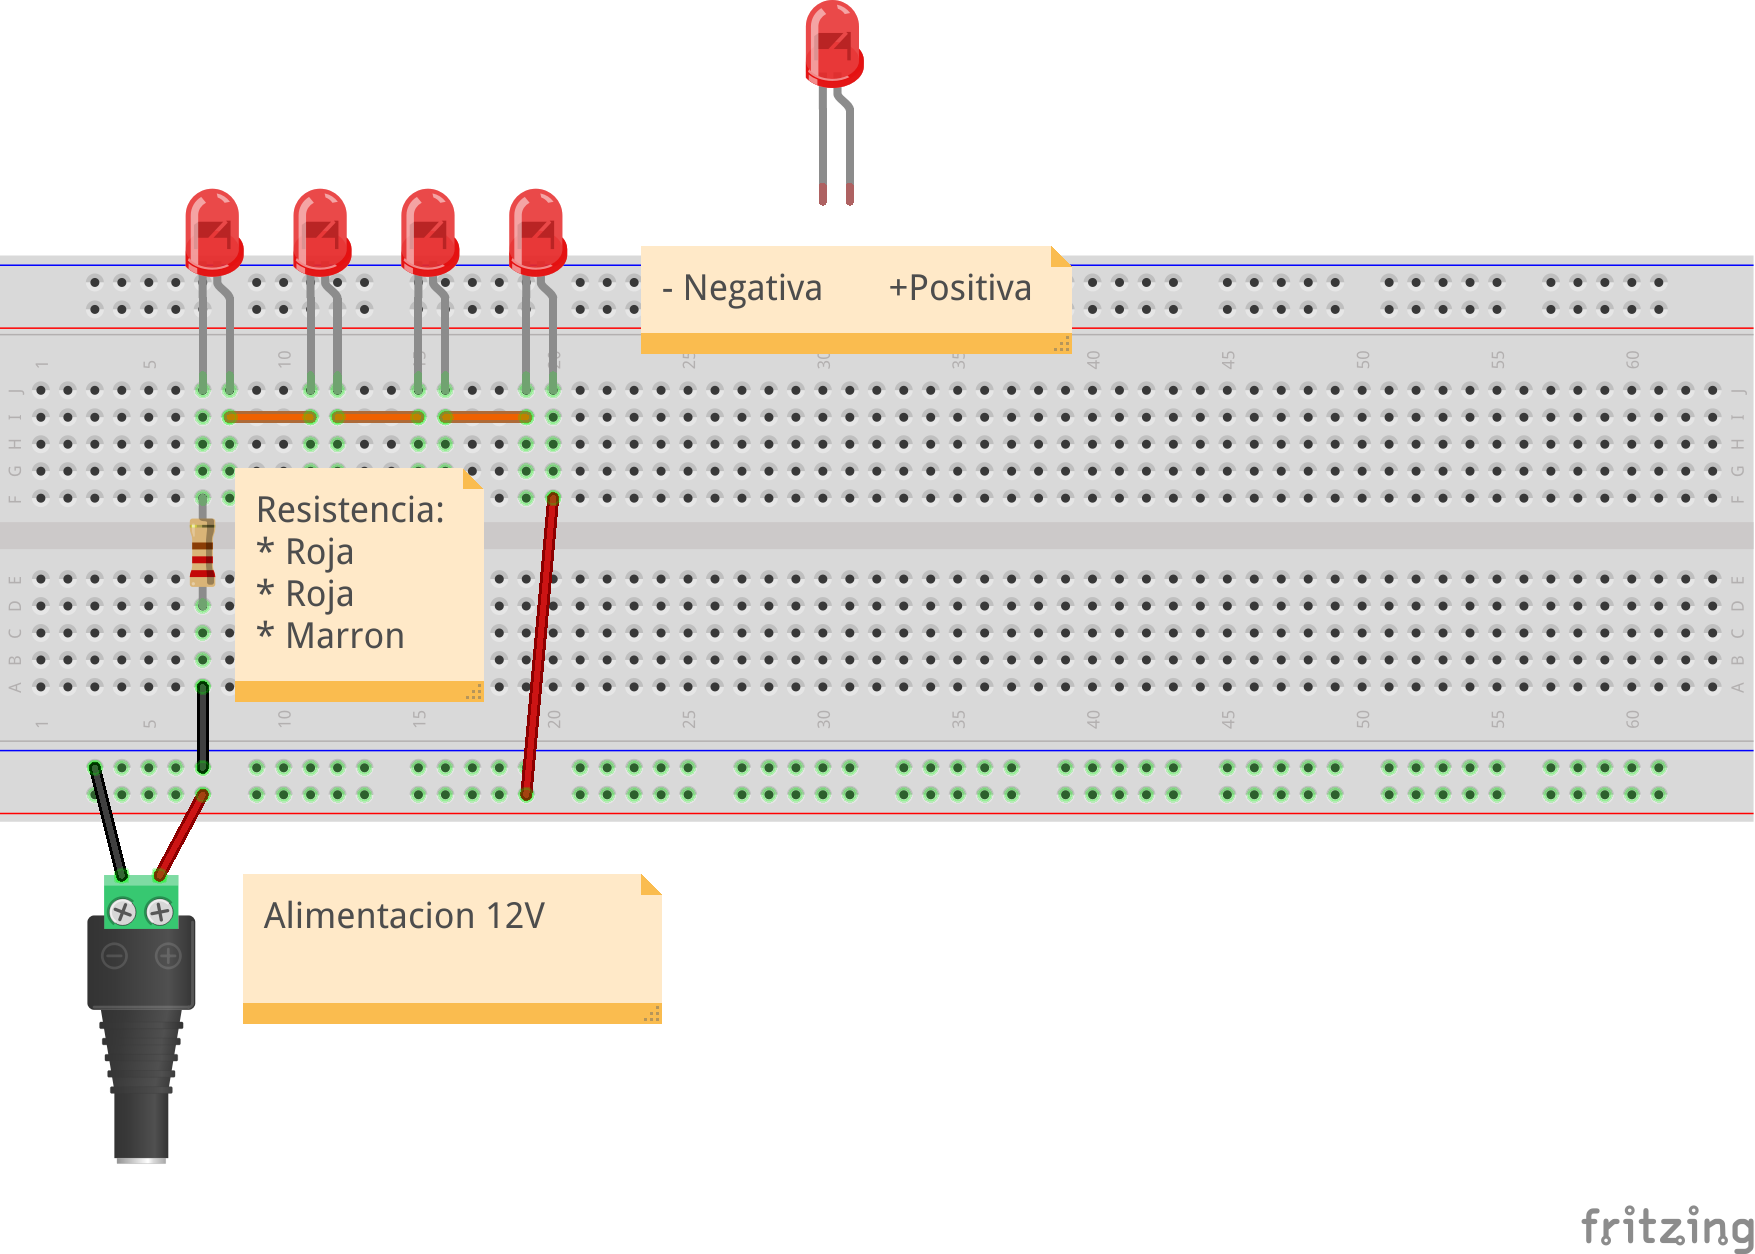 - Negativa +Positiva
1 5 10 15 20 25 30 35 40 45 50 55 60
J J
I I
H H
G G
F F
Resistencia:
* Roja
* Roja
* Marron
E E
D D
C C
B B
A A
1 5 10 15 20 25 30 35 40 45 50 55 60
Alimentacion 12V
fritzing